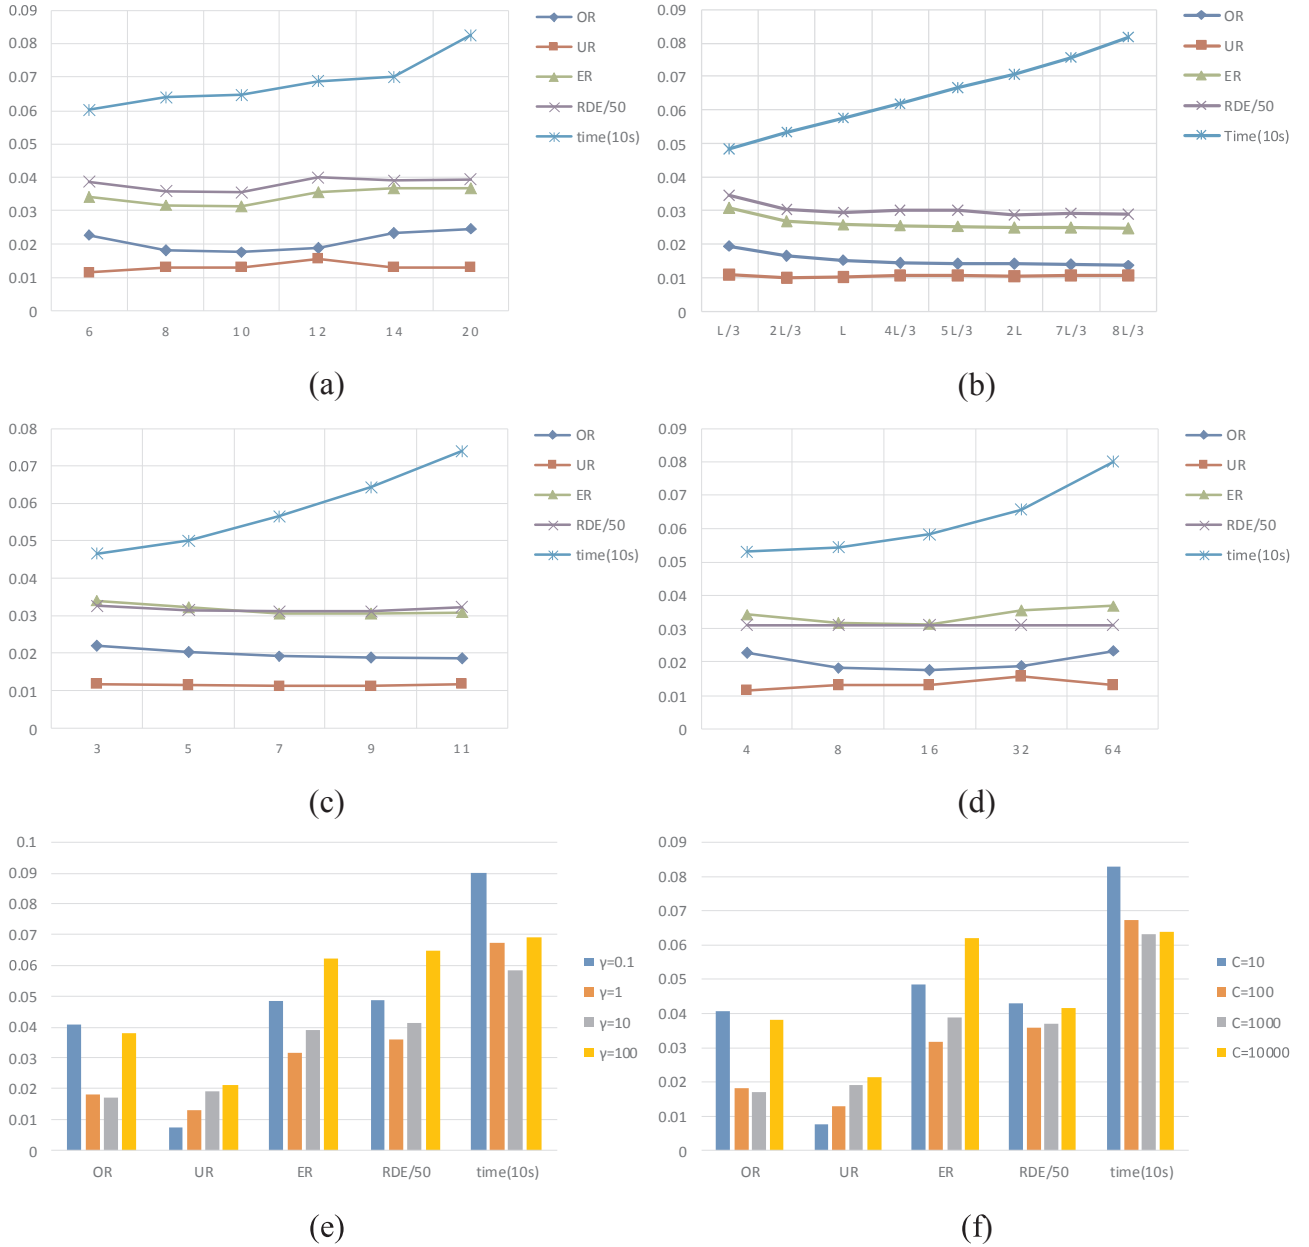 0.09
0.08
0.07
0.06
0.05
0.04
0.03
0.02
0.01
0
6 8 10 12 14 20
OR
UR
ER
RDE/50
time(10s)
(a)
0.09
0.08
0.07
0.06
0.05
0.04
0.03
0.02
0.01
0
L/3 2L/3 L 4L/3 5L/3 2L 7L/3 8L/3
OR
UR
ER
RDE/50
Time(10s)
(b)
0.08
0.07
0.06
0.05
0.04
0.03
0.02
0.01
0
3 5 7 9 11
OR
UR
ER
RDE/50
time(10s)
(c)
0.09
0.08
0.07
0.06
0.05
0.04
0.03
0.02
0.01
0
4 8 16 32 64
OR
UR
ER
RDE/50
time(10s)
(d)
0.1
0.09
0.08
0.07
0.06
0.05
0.04
0.03
0.02
0.01
0
OR UR ER RDE/50 time(10s)
γ=0.1
γ=1
γ=10
γ=100
(e)
0.09
0.08
0.07
0.06
0.05
0.04
0.03
0.02
0.01
0
OR UR ER RDE/50 time(10s)
C=10
C=100
C=1000
C=10000
(f)